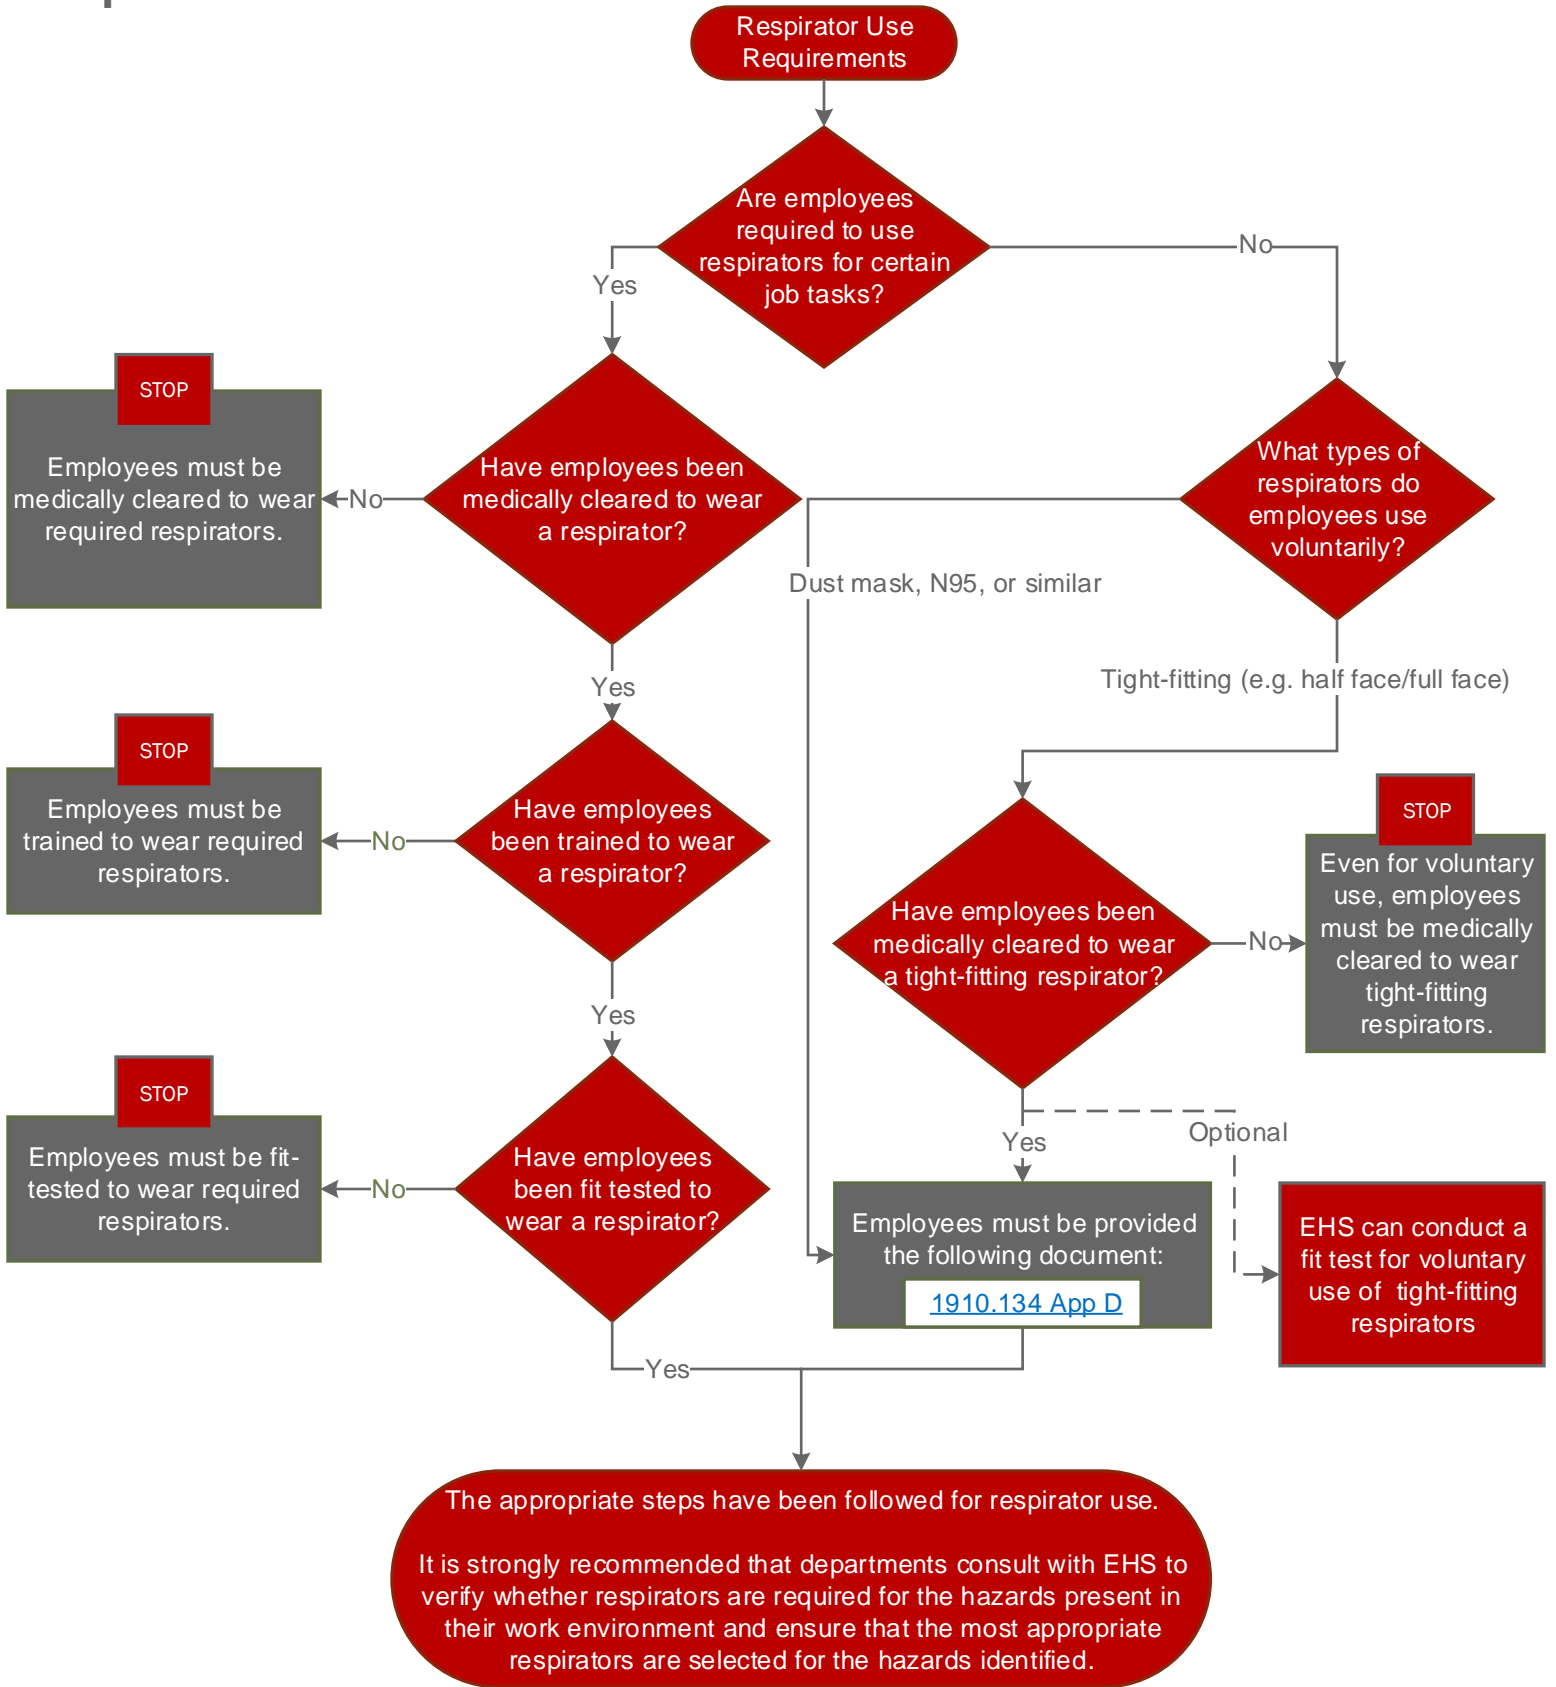 Respirator Use
Requirements
Are employees
required to use
respirators for certain
job tasks?
No
Yes
STOP
Employees must be
medically cleared to wear
required respirators.
No
Have employees been
medically cleared to wear
a respirator?
What types of
respirators do
employees use
voluntarily?
Dust mask, N95, or similar
Yes
Tight-fitting (e.g. half face/full face)
STOP
Employees must be
trained to wear required
respirators.
No
Have employees
been trained to wear
a respirator?
Have employees been
medically cleared to wear
a tight-fitting respirator?
No
STOP
Even for voluntary
use, employees
must be medically
cleared to wear
tight-fitting
respirators.
Yes
STOP
Employees must be fit-
tested to wear required
respirators.
No
Have employees
been fit tested to
wear a respirator?
Yes
Optional
Employees must be provided
the following document:
1910.134 App D
EHS can conduct a
fit test for voluntary
use of tight-fitting
respirators
Yes
The appropriate steps have been followed for respirator use.
It is strongly recommended that departments consult with EHS to
verify whether respirators are required for the hazards present in
their work environment and ensure that the most appropriate
respirators are selected for the hazards identified.